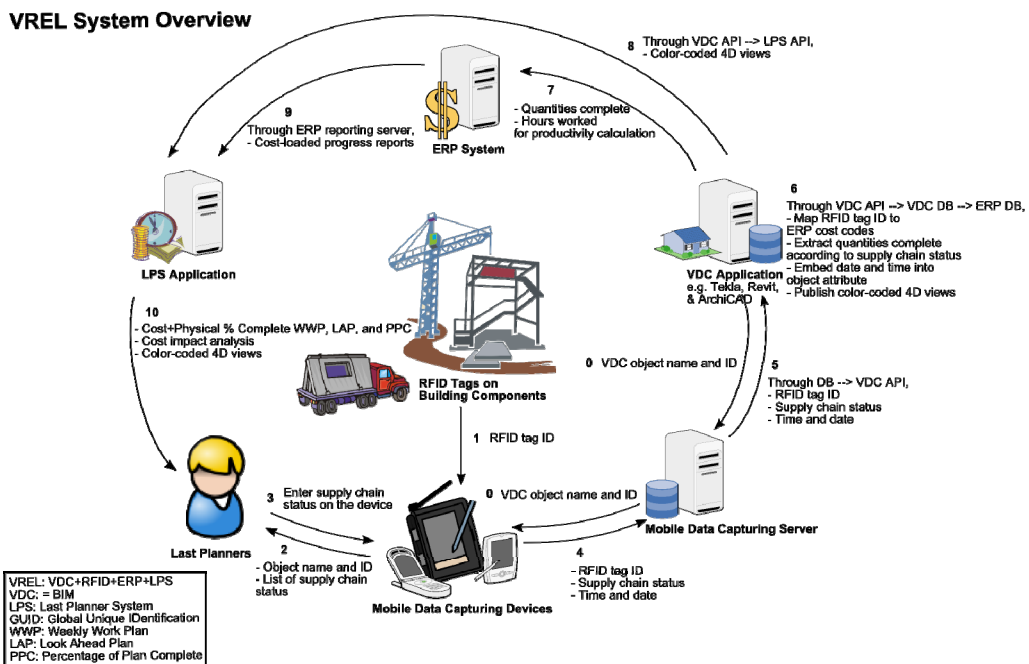 VREL System Overview
8
Through VDC API --> LPS API,
- Color-coded 4D views
7
- Quantities complete
- Hours worked
for productivity calculation
ERP System
9
Through ERP reporting server,
- Cost-loaded progress reports
LPS Application
6
Through VDC API --> VDC DB --> ERP DB,
- Map RFID tag ID to
ERP cost codes
- Extract quantities complete
according to supply chain status
- Embed date and time into
object attribute
- Publish color-coded 4D views
VDC Application
e.g. Tekla, Revit,
& ArchiCAD
10
- Cost+Physical % Complete WWP, LAP, and PPC
- Cost impact analysis
- Color-coded 4D views
RFID Tags on
Building Components
0 VDC object name and ID
5
Through DB --> VDC API,
- RFID tag ID
- Supply chain status
- Time and date
1 RFID tag ID
3 Enter supply chain
status on the device
0 VDC object name and ID
Mobile Data Capturing Server
Last Planners
2
- Object name and ID
- List of supply chain
status
4
- RFID tag ID
- Supply chain status
- Time and date
Mobile Data Capturing Devices
VREL: VDC+RFID+ERP+LPS
VDC: = BIM
LPS: Last Planner System
GUID: Global Unique IDentification
WWP: Weekly Work Plan
LAP: Look Ahead Plan
PPC: Percentage of Plan Complete